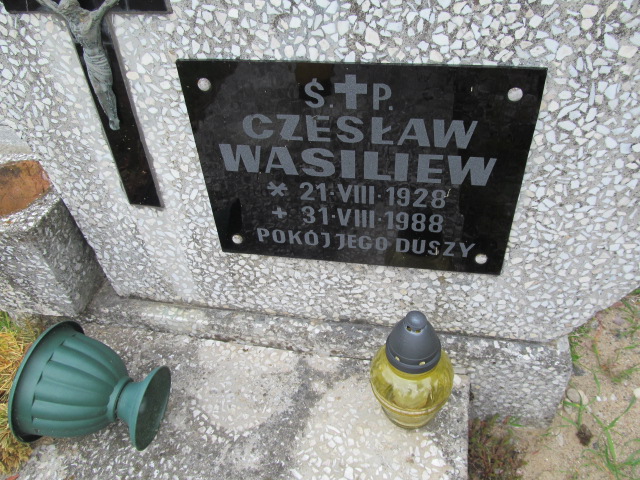 Ś. P.
CZESŁAW
WASILIEW
* 21·VIII·1928
+ 31·VIII·1988
POKÓJ JEGO DUSZY